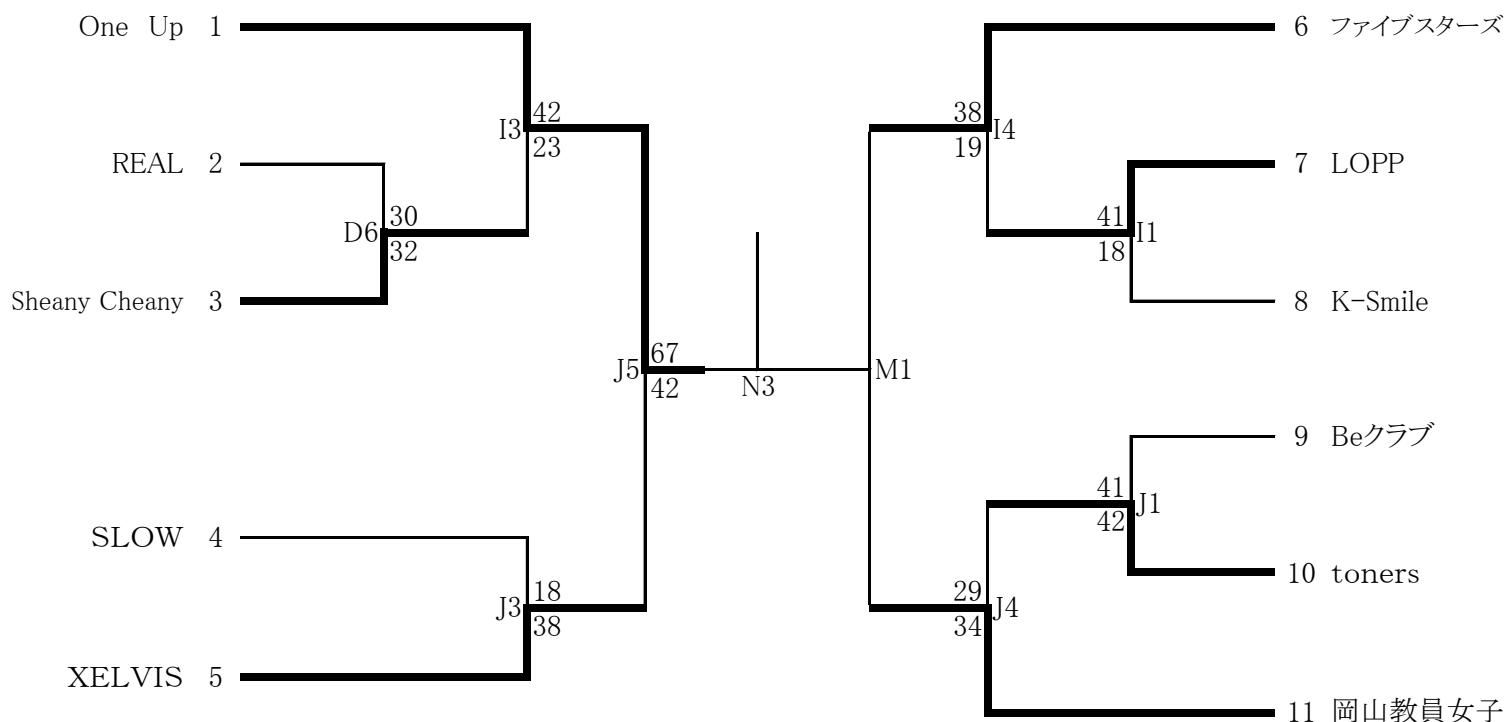 One Up 1
6 ファイブスターズ
42
I3
23
38
I4
19
REAL 2
7 LOPP
30
D6
32
41
I1
18
Sheany Cheany 3
8 K-Smile
67
J5
42
N3
M1
9 Beクラブ
41
J1
42
SLOW 4
10 toners
18
J3
38
29
J4
34
XELVIS 5
11 岡山教員女子